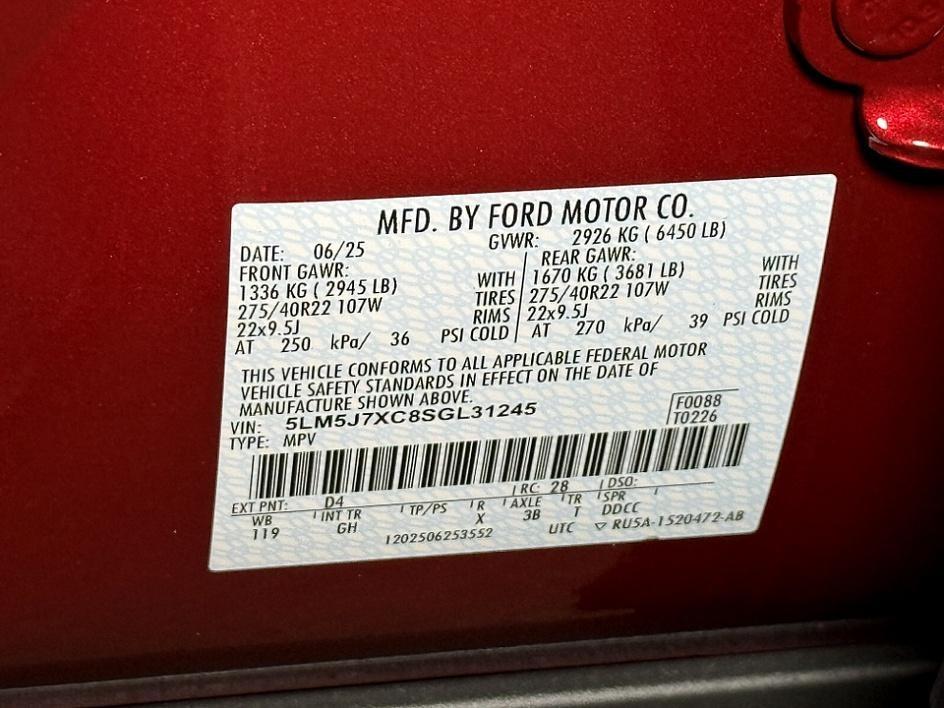 MFD. BY FORD MOTOR CO.
DATE: 06/25 GVWR: 2926 KG ( 6450 LB)
FRONT GAWR: REAR GAWR:
1336 KG ( 2945 LB) WITH 1670 KG ( 3681 LB) WITH
275/40R22 107W TIRES 275/40R22 107W TIRES
22x9.5J RIMS 22x9.5J RIMS
AT 250 kPa/ 36 PSI COLD AT 270 kPa/ 39 PSI COLD
THIS VEHICLE CONFORMS TO ALL APPLICABLE FEDERAL MOTOR
VEHICLE SAFETY STANDARDS IN EFFECT ON THE DATE OF
MANUFACTURE SHOWN ABOVE.
VIN: 5LM5J7XC8SGL31245 F0088
TYPE: MPV T0226
EXT PNT: D4 RC: 28 DSO:
WB INT TR TP/PS R AXLE TR SPR
119 GH X 3B T DDCC
1202506253552 UTC ▽ RU5A-1520472-AB